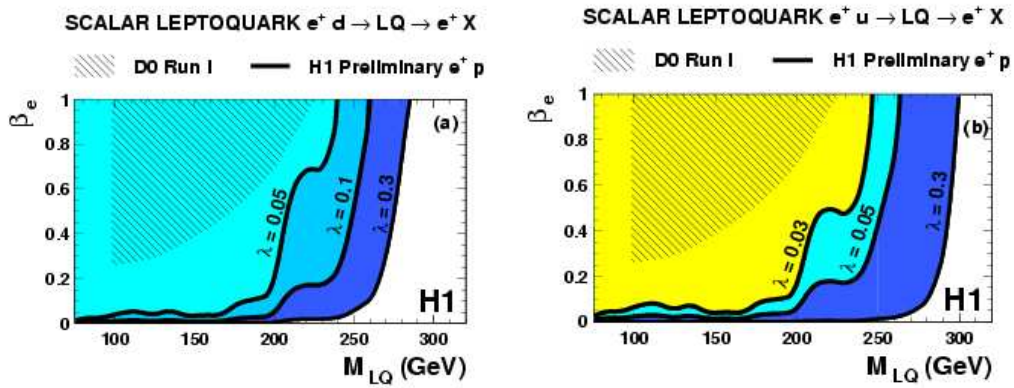 SCALAR LEPTOQUARK e⁺ d → LQ → e⁺ X
D0 Run I H1 Preliminary e⁺ p
β_e
1
0.8
0.6
0.4
0.2
0
(a)
λ = 0.05
λ = 0.1
λ = 0.3
H1
100 150 200 250 300
M_LQ (GeV)
SCALAR LEPTOQUARK e⁺ u → LQ → e⁺ X
D0 Run I H1 Preliminary e⁺ p
β_e
1
0.8
0.6
0.4
0.2
0
(b)
λ = 0.03
λ = 0.05
λ = 0.3
H1
100 150 200 250 300
M_LQ (GeV)